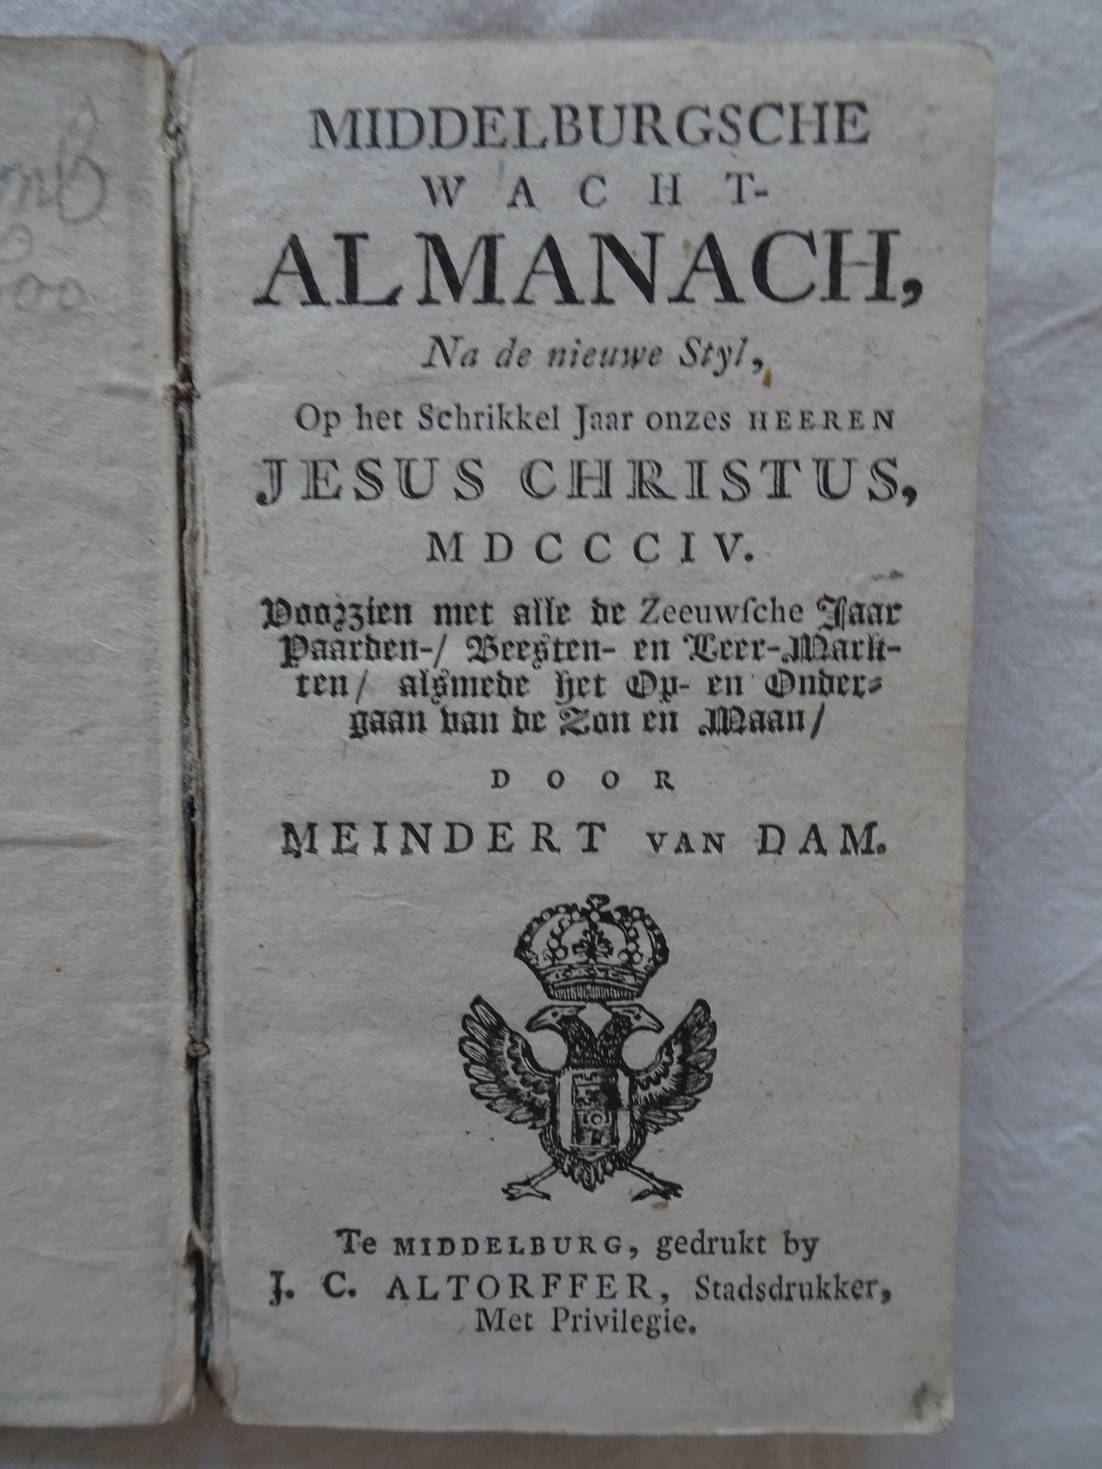 MIDDELBURGSCHE
WACHT-
ALMANACH,
Na de nieuwe Styl,
Op het Schrikkel Jaar onzes HEEREN
JESUS CHRISTUS,
MDCCCIV.
Voorzien met alle de Zeeuwſche Jaar
Paarden-/ Beesten- en Leer-Mark-
ten/ alsmede het Op- en Onder-
gaan van de Zon en Maan/
DOOR
MEINDERT VAN DAM.
Te MIDDELBURG, gedrukt by
J. C. ALTORFFER, Stadsdrukker,
Met Privilegie.